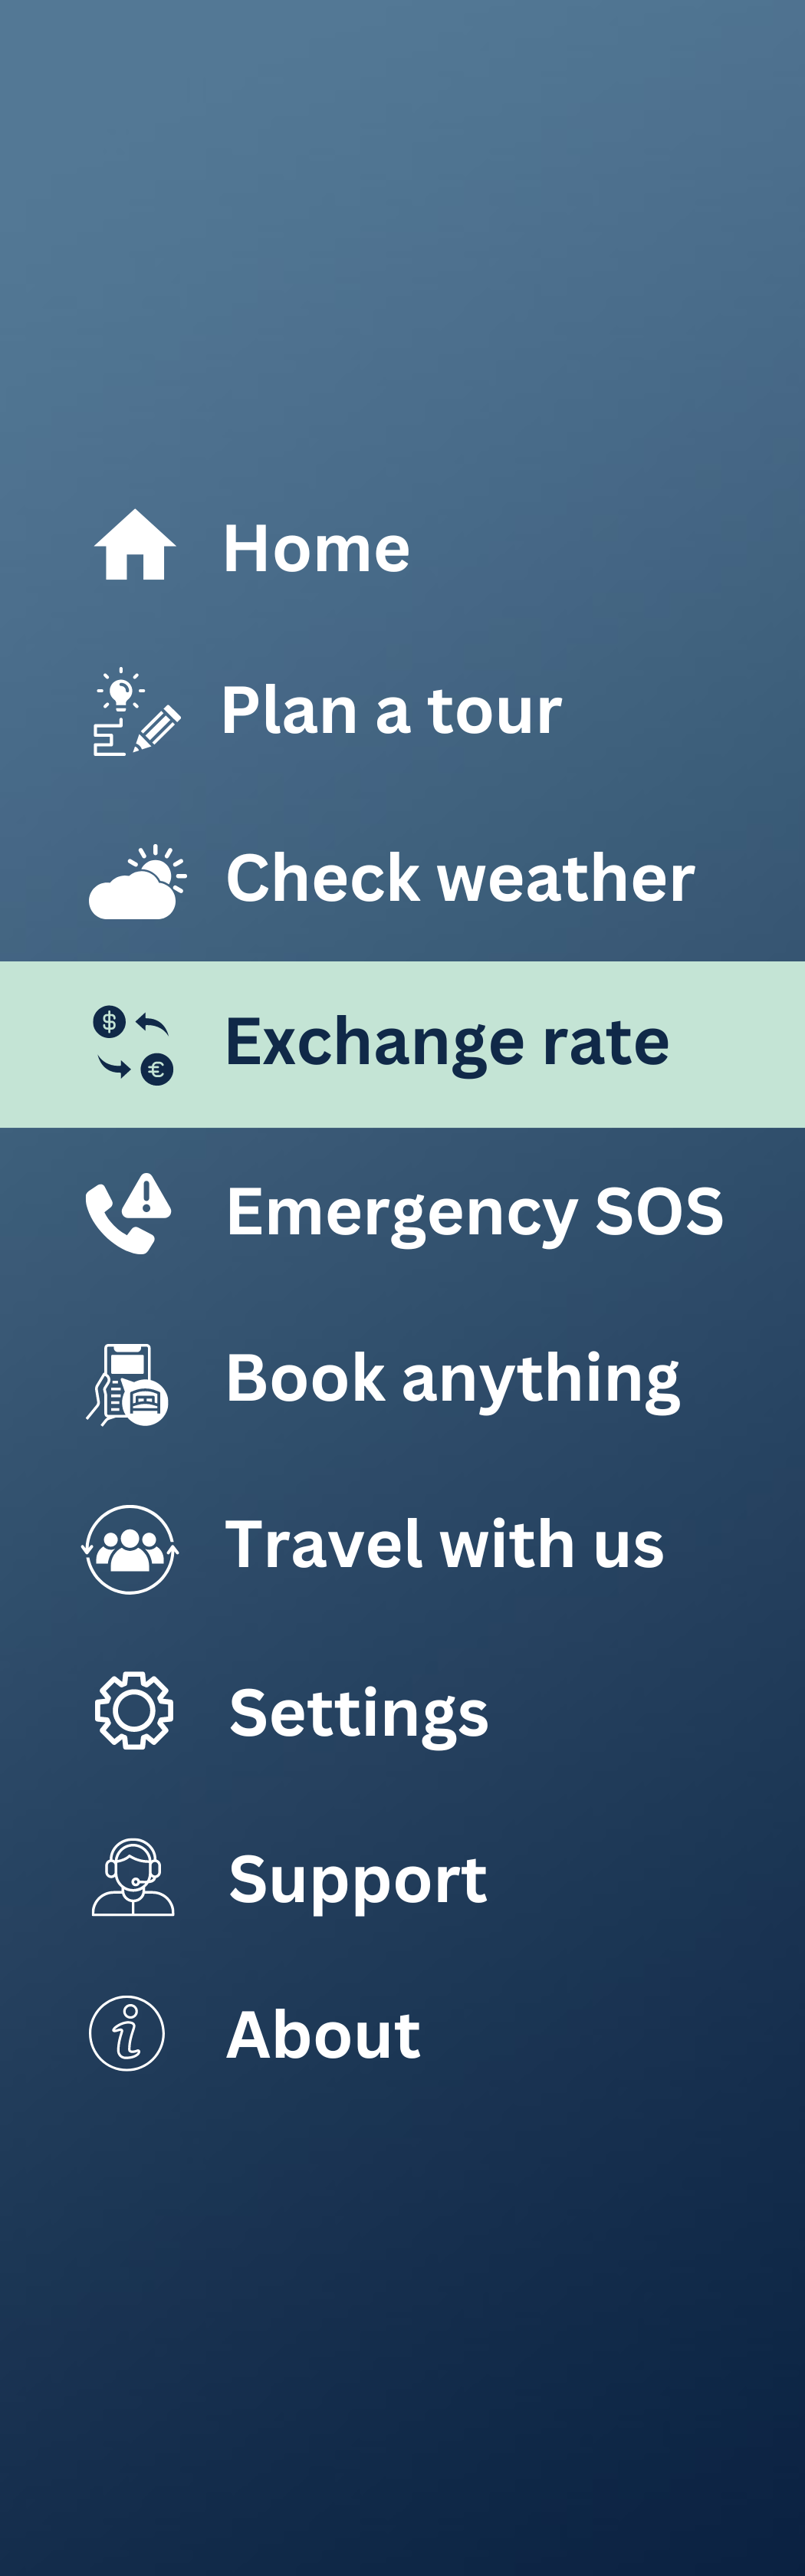 Home
Plan a tour
Check weather
$
Exchange rate
€
Emergency SOS
Book anything
Travel with us
Settings
Support
i
About